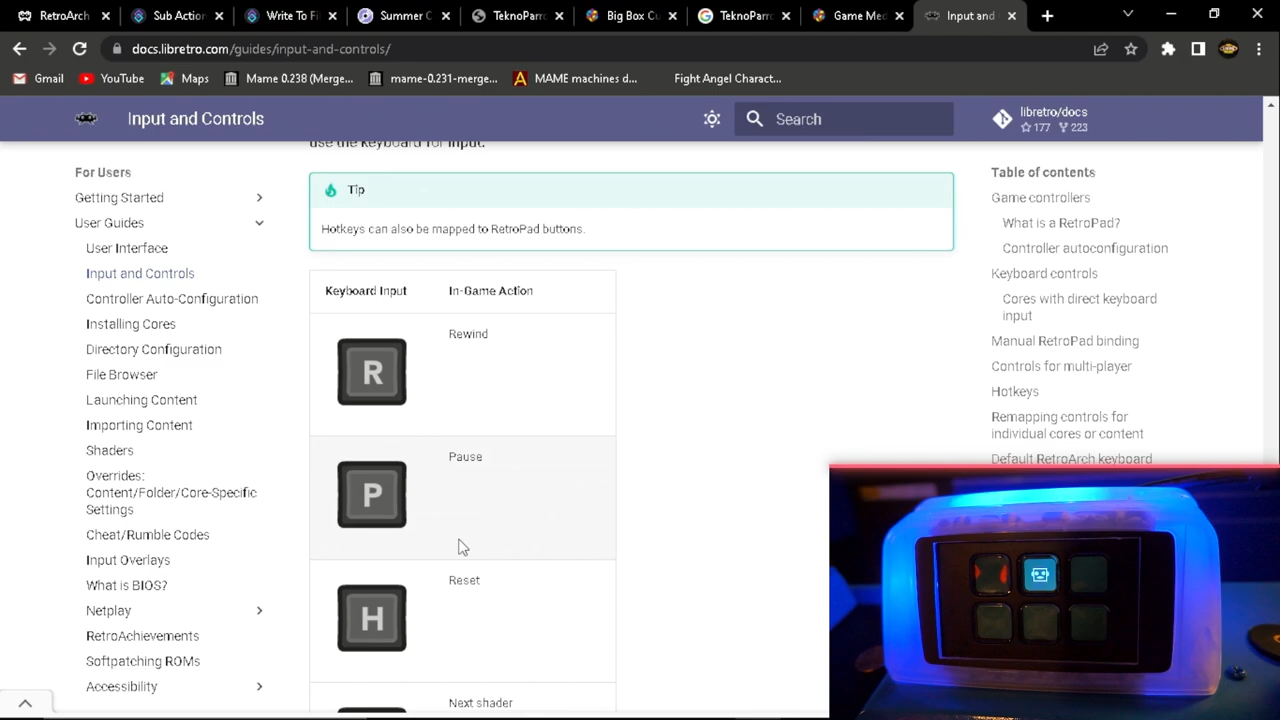 RetroArch
Sub Action
Write To Fi
Summer C
TeknoParro
Big Box Cu
TeknoParro
Game Med
Input and
docs.libretro.com/guides/input-and-controls/
Gmail
YouTube
Maps
Mame 0.238 (Merge...
mame-0.231-merge...
MAME machines d...
Fight Angel Charact...
Input and Controls
Search
libretro/docs
177 223
use the keyboard for input.
For Users
Getting Started
User Guides
User Interface
Input and Controls
Controller Auto-Configuration
Installing Cores
Directory Configuration
File Browser
Launching Content
Importing Content
Shaders
Overrides:
Content/Folder/Core-Specific
Settings
Cheat/Rumble Codes
Input Overlays
What is BIOS?
Netplay
RetroAchievements
Softpatching ROMs
Accessibility
Tip
Hotkeys can also be mapped to RetroPad buttons.
Keyboard Input In-Game Action
Rewind
R
Pause
P
Reset
H
Next shader
Table of contents
Game controllers
What is a RetroPad?
Controller autoconfiguration
Keyboard controls
Cores with direct keyboard
input
Manual RetroPad binding
Controls for multi-player
Hotkeys
Remapping controls for
individual cores or content
Default RetroArch keyboard